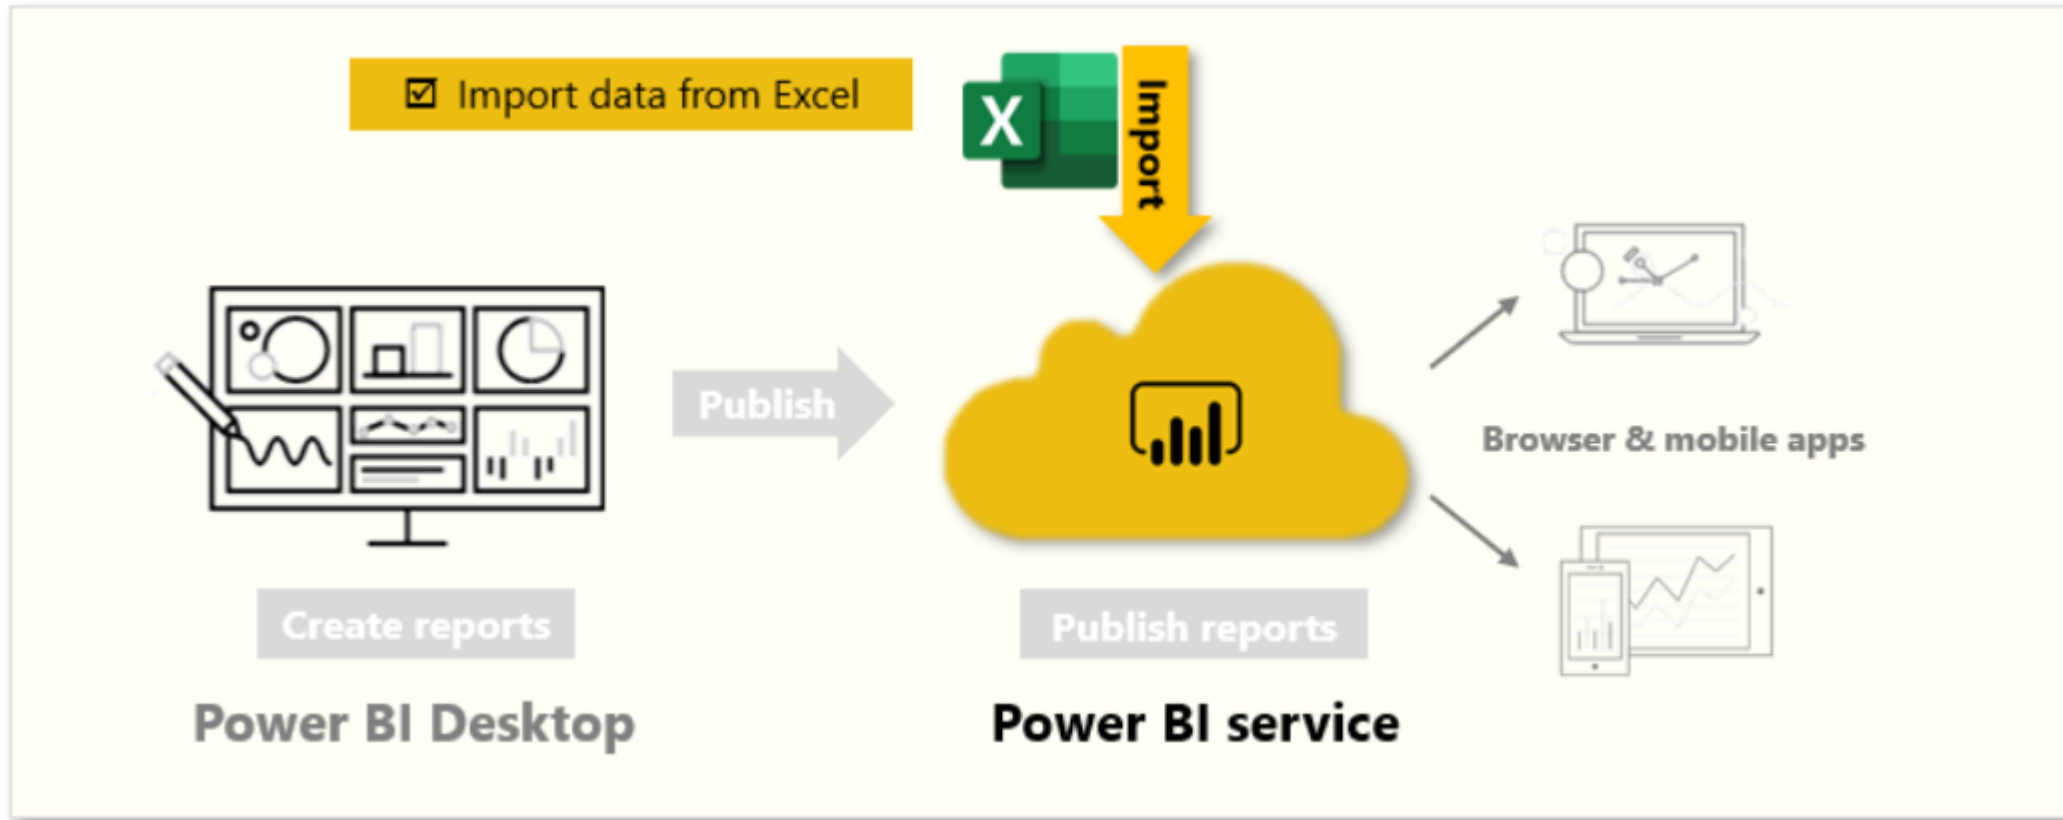 ☑ Import data from Excel
X
Import
Publish
Browser & mobile apps
Create reports
Publish reports
Power BI Desktop
Power BI service